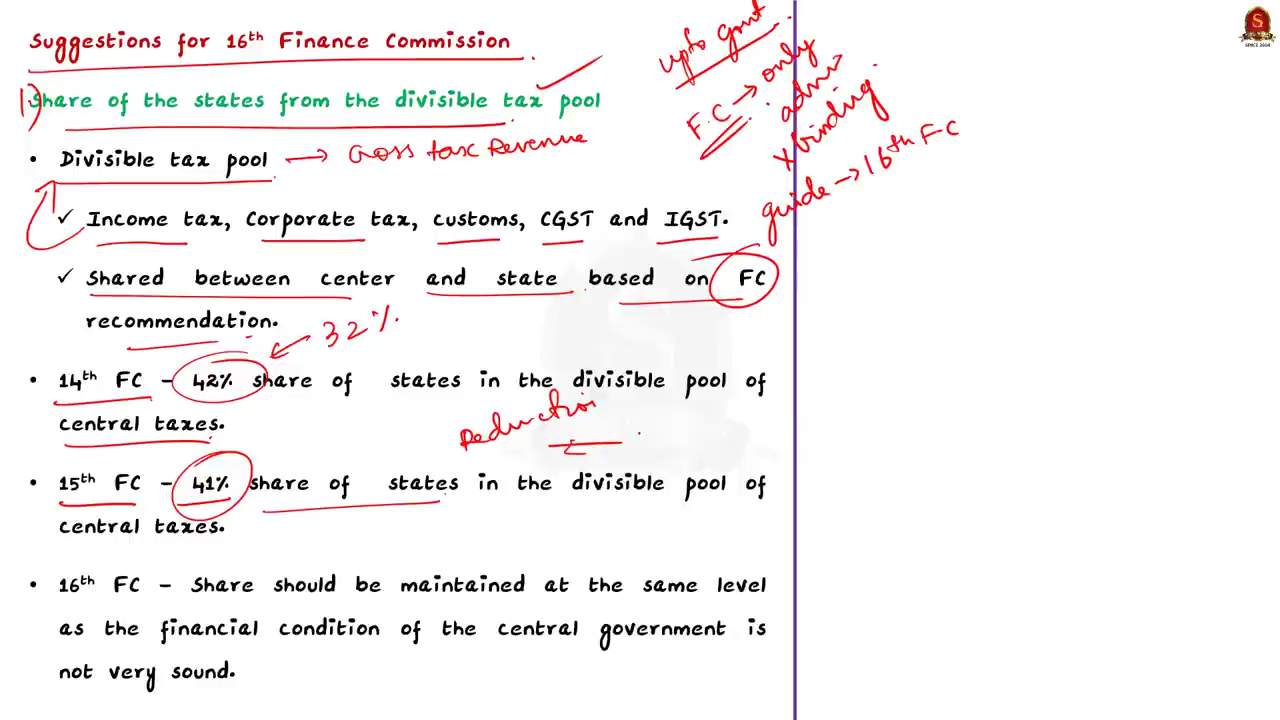 Suggestions for 16th Finance Commission
1) Share of the states from the divisible tax pool
• Divisible tax pool → Gross tax Revenue
✓ Income tax, Corporate tax, customs, CGST and IGST.
✓ Shared between center and state based on FC
recommendation.
32%
• 14th FC – 42% share of states in the divisible pool of
central taxes.
Reduction
• 15th FC – 41% share of states in the divisible pool of
central taxes.
• 16th FC – Share should be maintained at the same level
as the financial condition of the central government is
not very sound.
upto govt
F.C → only
advis
X binding
guide → 16th FC
S
SINCE 2004